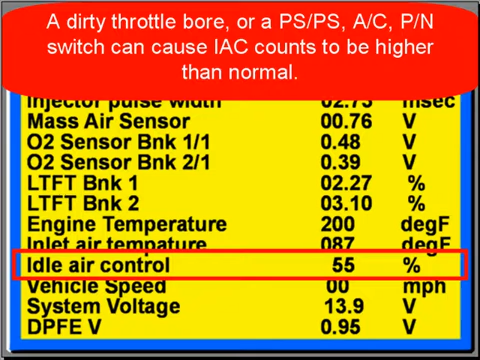 A dirty throttle bore, or a PS/PS, A/C, P/N
switch can cause IAC counts to be higher
than normal.
Injector pulse width 02.73 msec
Mass Air Sensor 00.76 V
O2 Sensor Bnk 1/1 0.48 V
O2 Sensor Bnk 2/1 0.39 V
LTFT Bnk 1 02.27 %
LTFT Bnk 2 03.10 %
Engine Temperature 200 degF
Inlet air tempature 087 degF
Idle air control 55 %
Vehicle Speed 00 mph
System Voltage 13.9 V
DPFE V 0.95 V